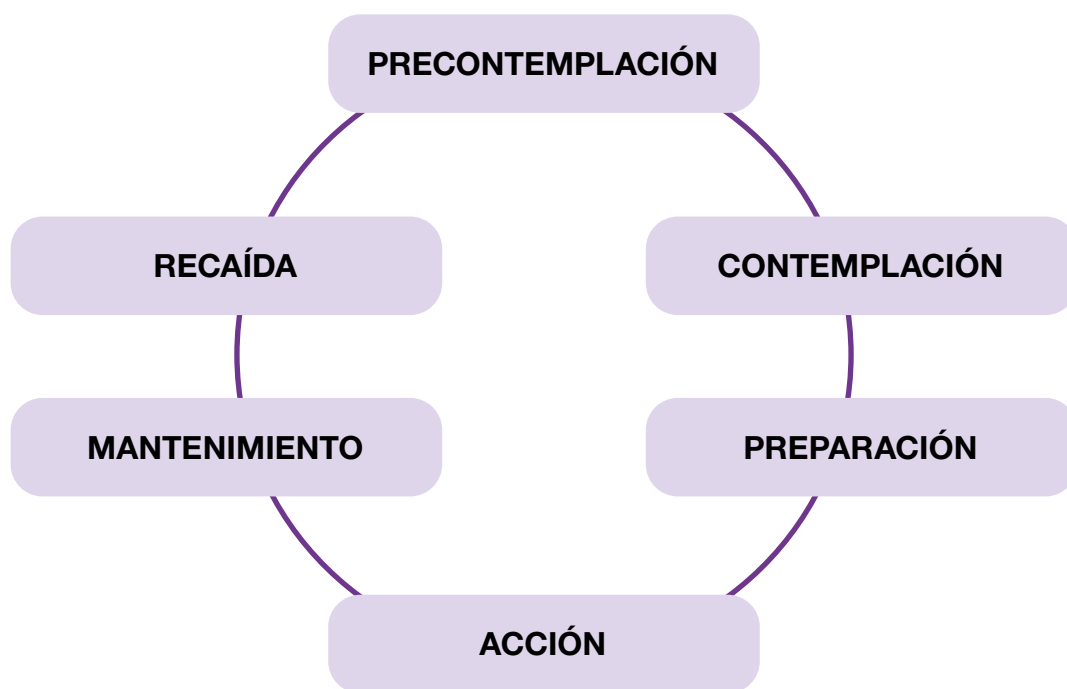 PRECONTEMPLACIÓN
RECAÍDA
CONTEMPLACIÓN
MANTENIMIENTO
PREPARACIÓN
ACCIÓN